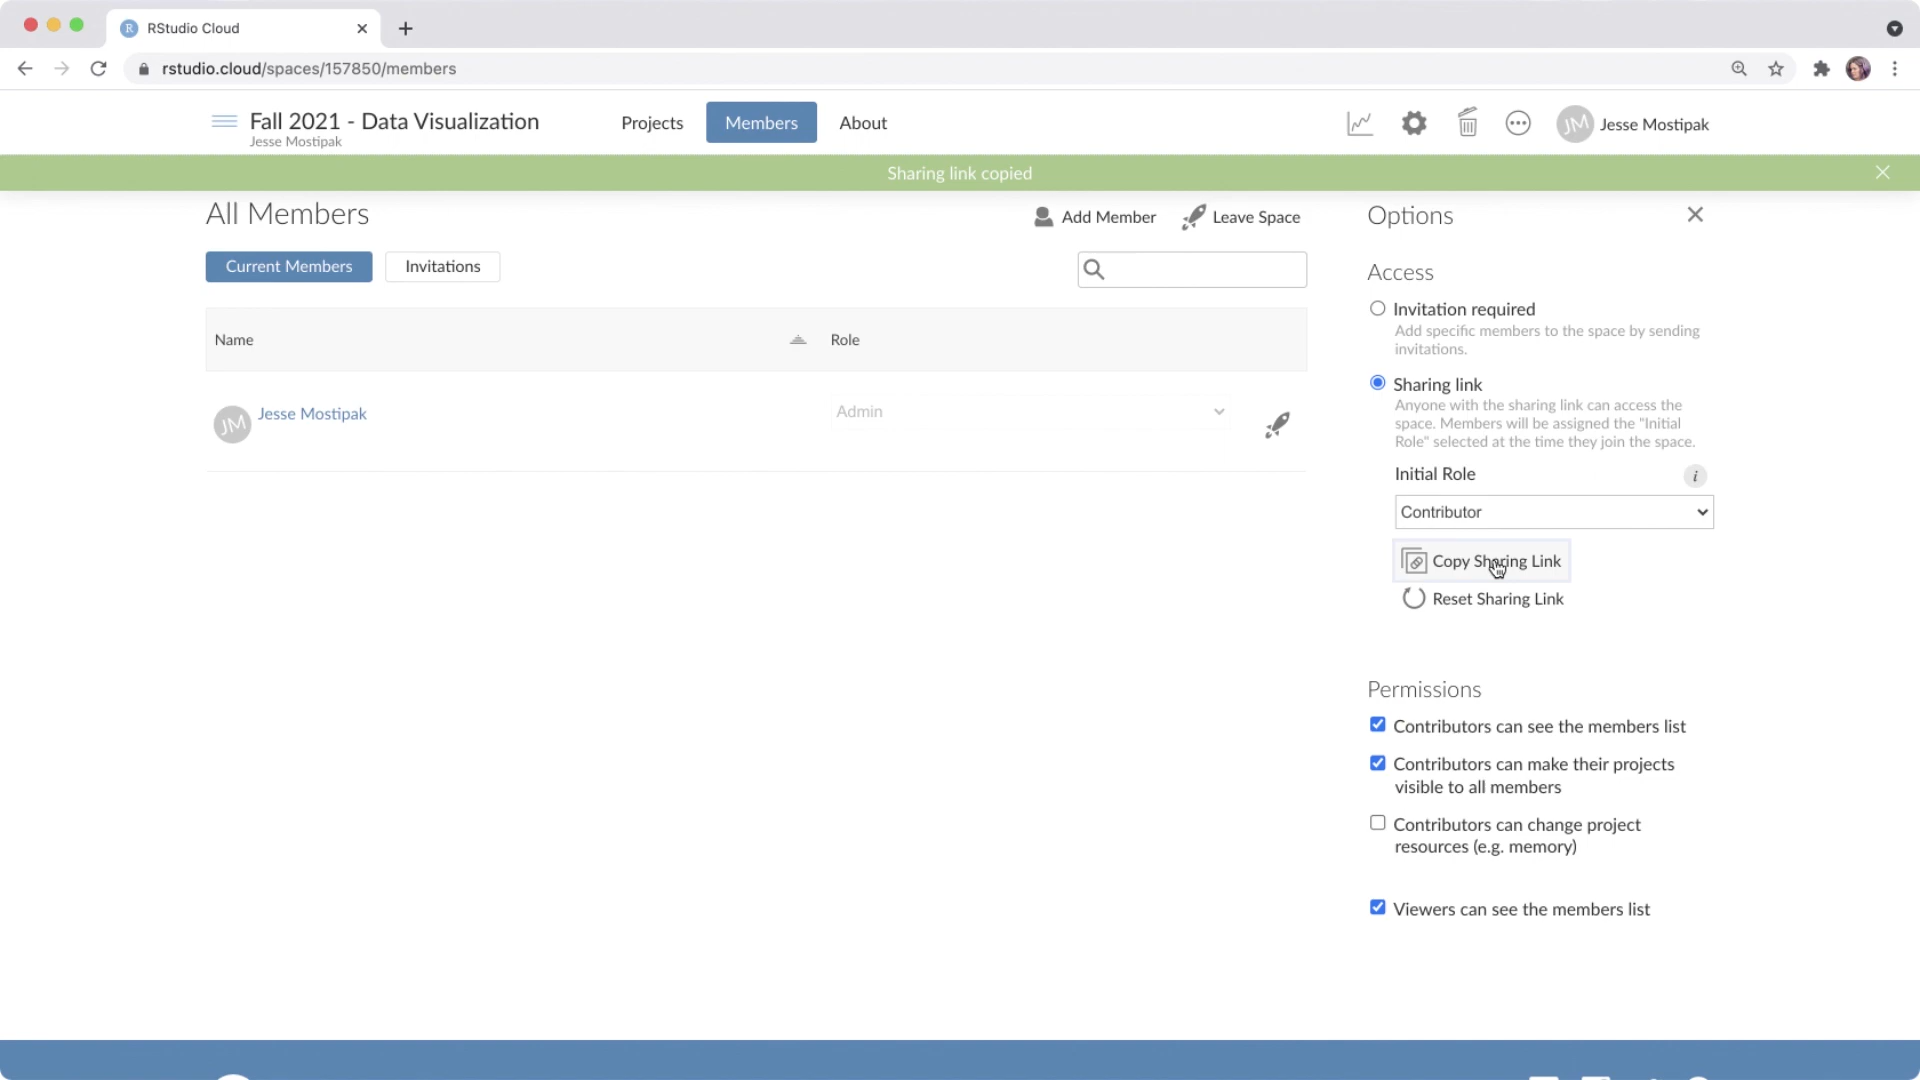 RStudio Cloud
rstudio.cloud/spaces/157850/members
Fall 2021 - Data Visualization
Jesse Mostipak
Projects
Members
About
JM
Jesse Mostipak
Sharing link copied
All Members
Add Member
Leave Space
Current Members
Invitations
Name
Role
JM
Jesse Mostipak
Admin
Options
Access
Invitation required
Add specific members to the space by sending
invitations.
Sharing link
Anyone with the sharing link can access the
space. Members will be assigned the "Initial
Role" selected at the time they join the space.
Initial Role
i
Contributor
Copy Sharing Link
Reset Sharing Link
Permissions
Contributors can see the members list
Contributors can make their projects
visible to all members
Contributors can change project
resources (e.g. memory)
Viewers can see the members list